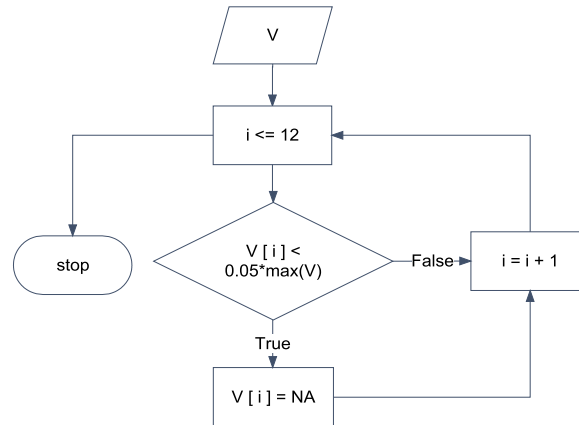 V
i <= 12
V [ i ] <
0.05*max(V)
False
i = i + 1
stop
True
V [ i ] = NA